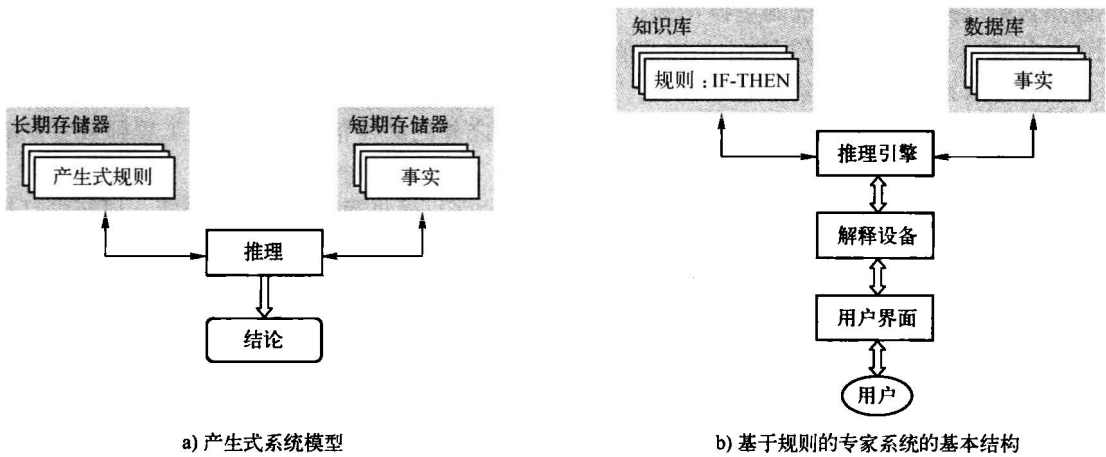 长期存储器
产生式规则
短期存储器
事实
推理
结论
a) 产生式系统模型
知识库
规则：IF-THEN
数据库
事实
推理引擎
解释设备
用户界面
用户
b) 基于规则的专家系统的基本结构